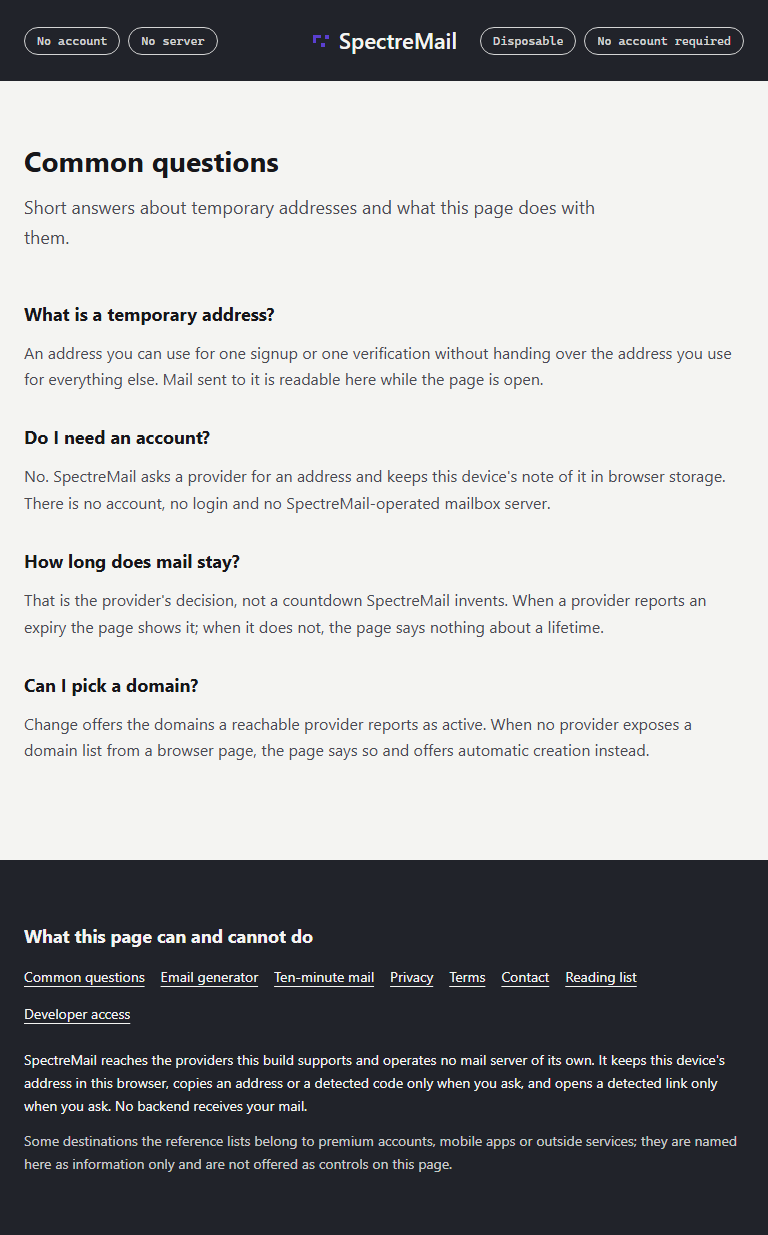 No account
No server
SpectreMail
Disposable
No account required
Common questions
Short answers about temporary addresses and what this page does with
them.
What is a temporary address?
An address you can use for one signup or one verification without handing over the address you use
for everything else. Mail sent to it is readable here while the page is open.
Do I need an account?
No. SpectreMail asks a provider for an address and keeps this device's note of it in browser storage.
There is no account, no login and no SpectreMail-operated mailbox server.
How long does mail stay?
That is the provider's decision, not a countdown SpectreMail invents. When a provider reports an
expiry the page shows it; when it does not, the page says nothing about a lifetime.
Can I pick a domain?
Change offers the domains a reachable provider reports as active. When no provider exposes a
domain list from a browser page, the page says so and offers automatic creation instead.
What this page can and cannot do
Common questions Email generator Ten-minute mail Privacy Terms Contact Reading list
Developer access
SpectreMail reaches the providers this build supports and operates no mail server of its own. It keeps this device's
address in this browser, copies an address or a detected code only when you ask, and opens a detected link only
when you ask. No backend receives your mail.
Some destinations the reference lists belong to premium accounts, mobile apps or outside services; they are named
here as information only and are not offered as controls on this page.